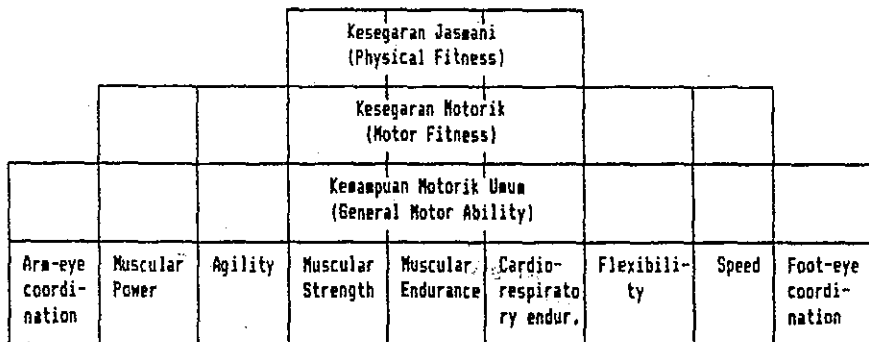 Kesegaran Jasmani
(Physical Fitness)
Kesegaran Motorik
(Motor Fitness)
Kemampuan Motorik Umum
(General Motor Ability)
Arm-eye coordi- nation
Muscular Power
Agility
Muscular Strength
Muscular Endurance
Cardio- respirato ry endur.
Flexibili- ty
Speed
Foot-eye coordi- nation